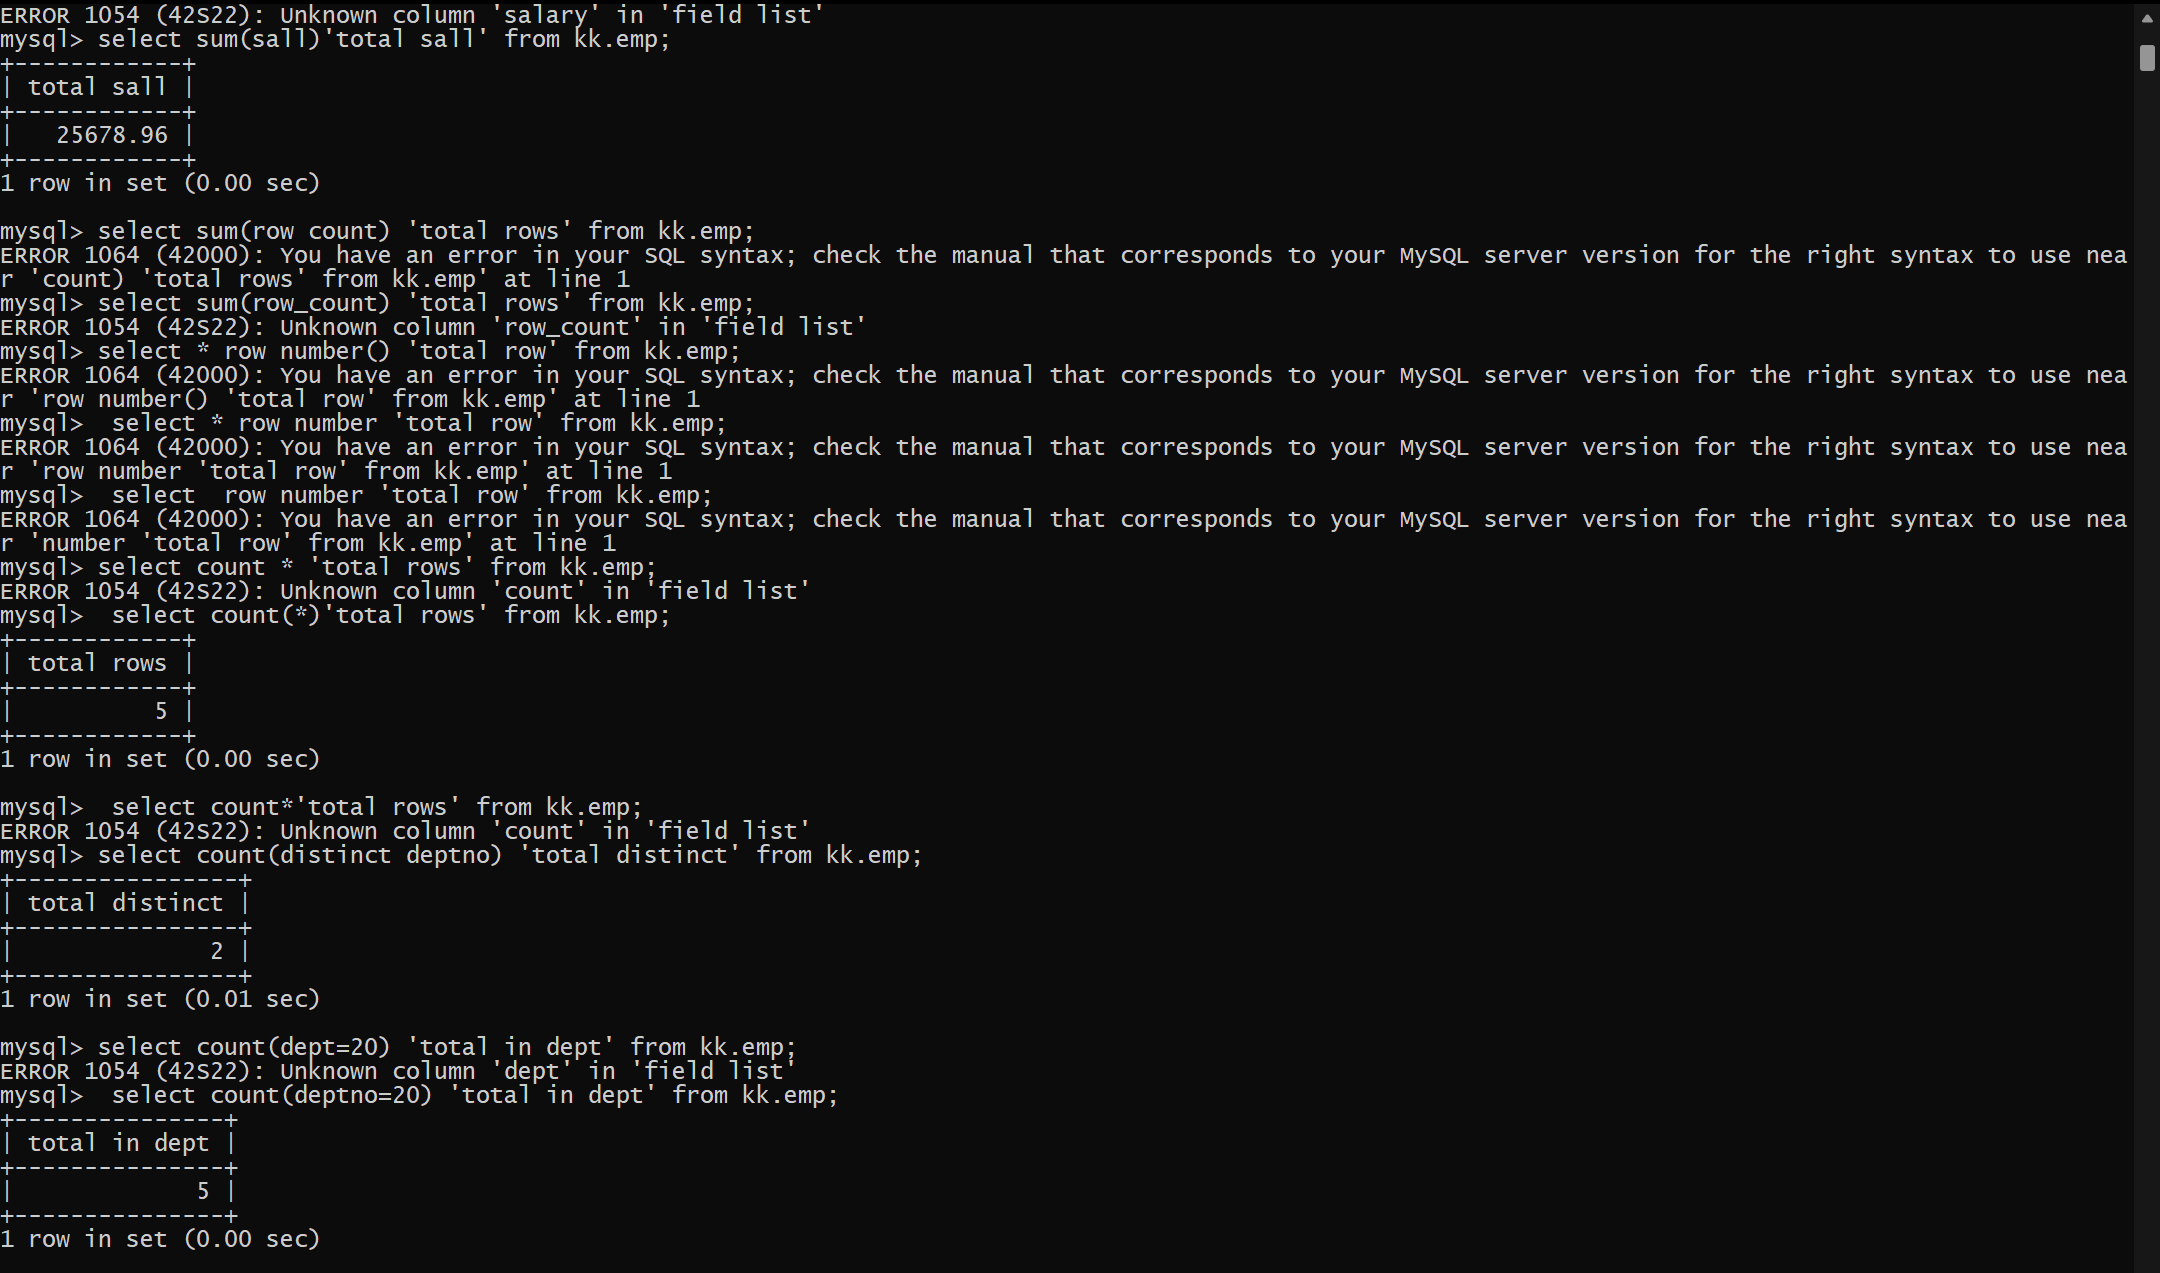 ERROR 1054 (42S22): Unknown column 'salary' in 'field list'
mysql> select sum(sall)'total sall' from kk.emp;
+------------+
| total sall |
+------------+
|   25678.96 |
+------------+
1 row in set (0.00 sec)

mysql> select sum(row count) 'total rows' from kk.emp;
ERROR 1064 (42000): You have an error in your SQL syntax; check the manual that corresponds to your MySQL server version for the right syntax to use nea
r 'count) 'total rows' from kk.emp' at line 1
mysql> select sum(row_count) 'total rows' from kk.emp;
ERROR 1054 (42S22): Unknown column 'row_count' in 'field list'
mysql> select * row number() 'total row' from kk.emp;
ERROR 1064 (42000): You have an error in your SQL syntax; check the manual that corresponds to your MySQL server version for the right syntax to use nea
r 'row number() 'total row' from kk.emp' at line 1
mysql>  select * row number 'total row' from kk.emp;
ERROR 1064 (42000): You have an error in your SQL syntax; check the manual that corresponds to your MySQL server version for the right syntax to use nea
r 'row number 'total row' from kk.emp' at line 1
mysql>  select  row number 'total row' from kk.emp;
ERROR 1064 (42000): You have an error in your SQL syntax; check the manual that corresponds to your MySQL server version for the right syntax to use nea
r 'number 'total row' from kk.emp' at line 1
mysql> select count * 'total rows' from kk.emp;
ERROR 1054 (42S22): Unknown column 'count' in 'field list'
mysql>  select count(*)'total rows' from kk.emp;
+------------+
| total rows |
+------------+
|          5 |
+------------+
1 row in set (0.00 sec)

mysql>  select count*'total rows' from kk.emp;
ERROR 1054 (42S22): Unknown column 'count' in 'field list'
mysql> select count(distinct deptno) 'total distinct' from kk.emp;
+----------------+
| total distinct |
+----------------+
|              2 |
+----------------+
1 row in set (0.01 sec)

mysql> select count(dept=20) 'total in dept' from kk.emp;
ERROR 1054 (42S22): Unknown column 'dept' in 'field list'
mysql>  select count(deptno=20) 'total in dept' from kk.emp;
+---------------+
| total in dept |
+---------------+
|             5 |
+---------------+
1 row in set (0.00 sec)